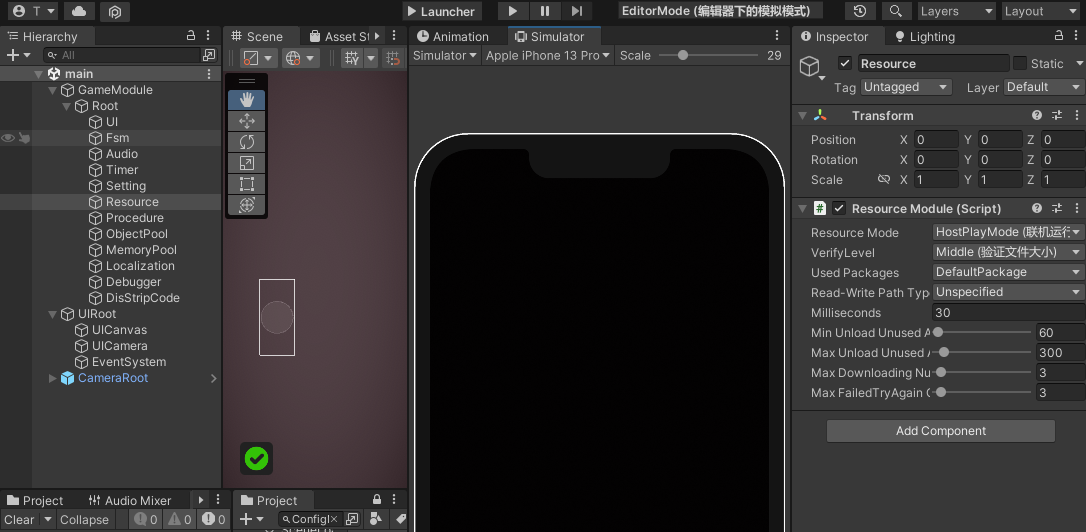 T
Launcher
EditorMode (编辑器下的模拟模式)
Layers
Layout
Hierarchy
All
main
GameModule
Root
UI
Fsm
Audio
Timer
Setting
Resource
Procedure
ObjectPool
MemoryPool
Localization
Debugger
DisStripCode
UIRoot
UICanvas
UICamera
EventSystem
CameraRoot
Scene
Asset St
Animation
Simulator
Simulator
Apple iPhone 13 Pro
Scale
29
Inspector
Lighting
Resource
Static
Tag
Untagged
Layer
Default
Transform
Position X 0 Y 0 Z 0
Rotation X 0 Y 0 Z 0
Scale X 1 Y 1 Z 1
Resource Module (Script)
Resource Mode
HostPlayMode (联机运行
VerifyLevel
Middle (验证文件大小)
Used Packages
DefaultPackage
Read-Write Path Typ
Unspecified
Milliseconds
30
Min Unload Unused A
60
Max Unload Unused A
300
Max Downloading Nu
3
Max FailedTryAgain C
3
Add Component
Project
Audio Mixer
Clear
Collapse
0
0
0
Project
Configl